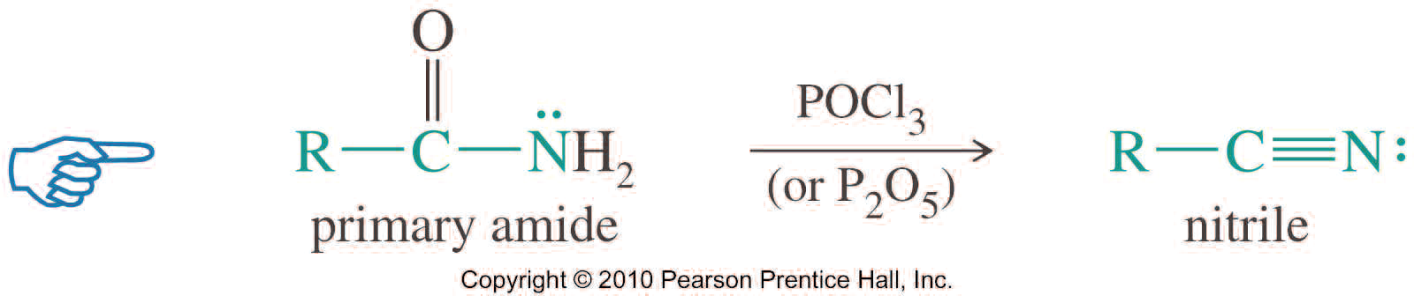 O
R—C—N̈H₂
POCl₃
(or P₂O₅)
R—C≡N:
primary amide
nitrile
Copyright © 2010 Pearson Prentice Hall, Inc.